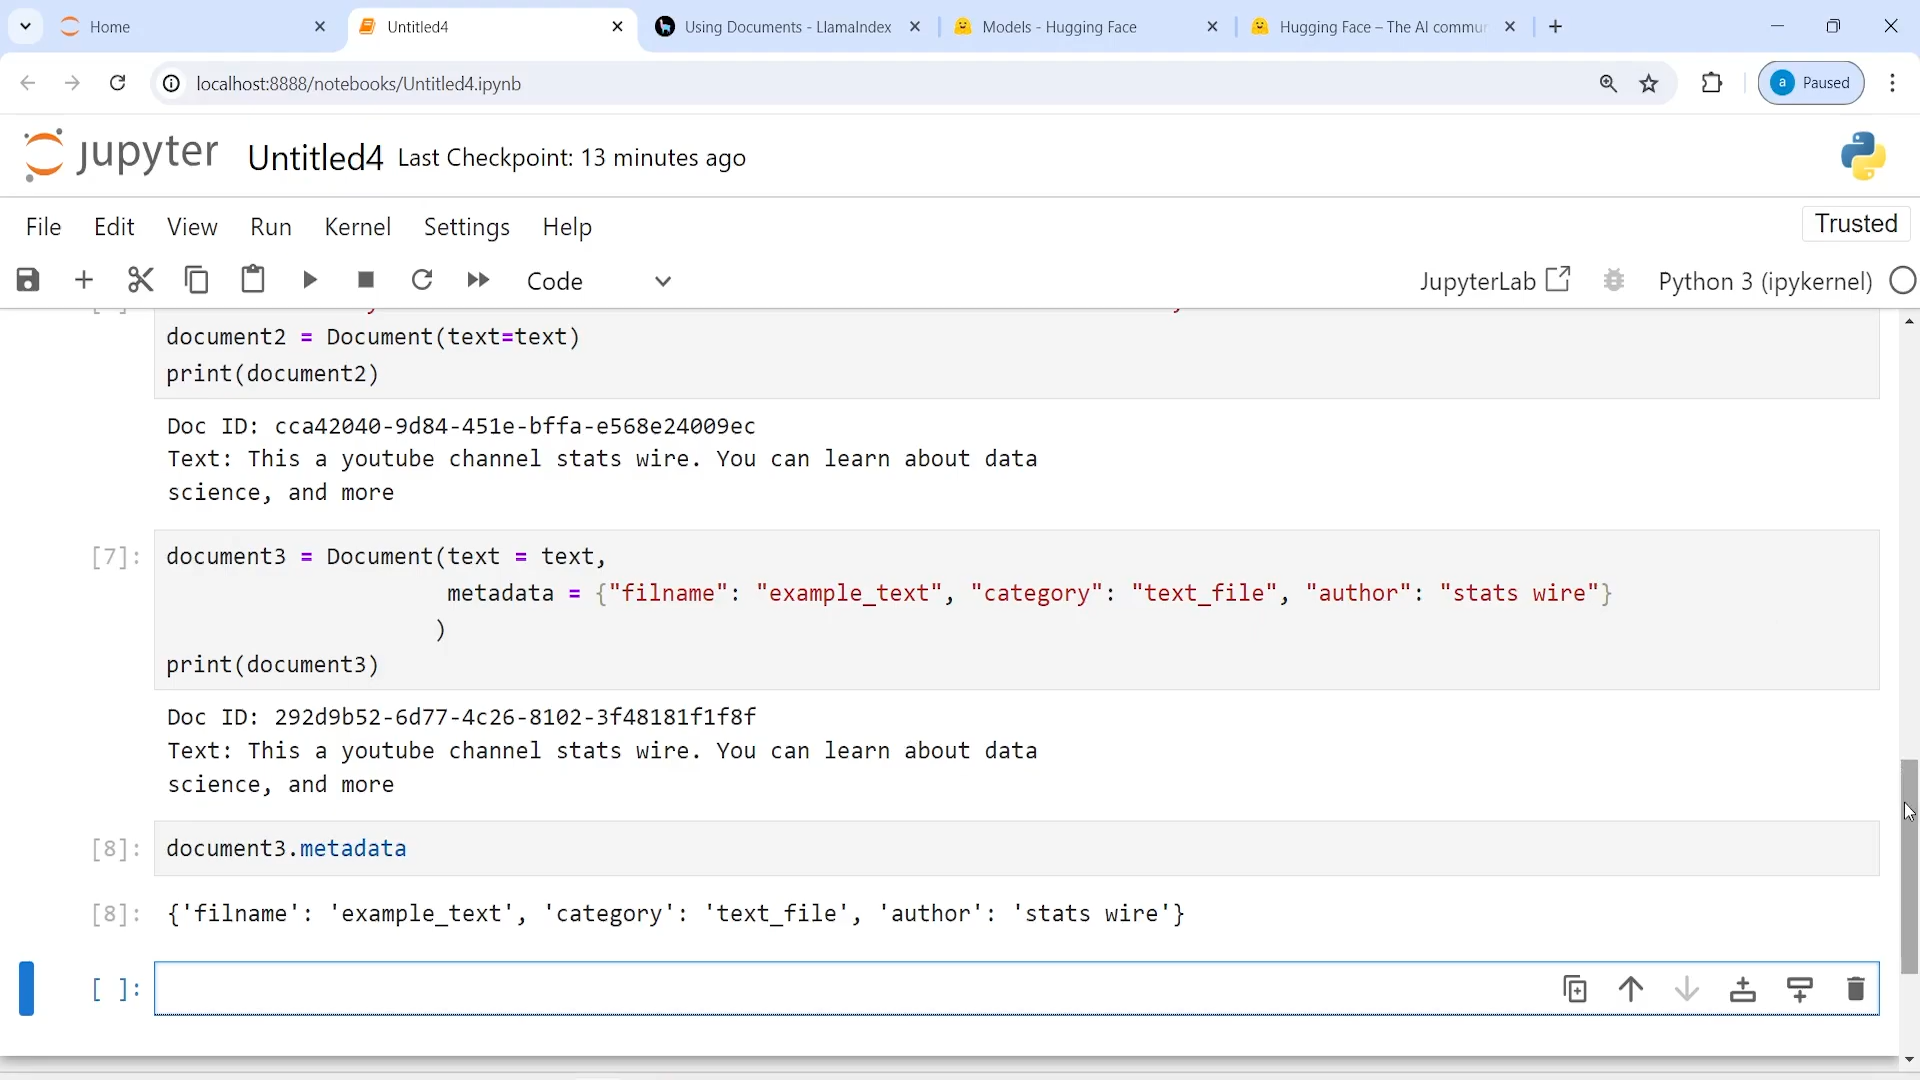 Home
Untitled4
Using Documents - LlamaIndex
Models - Hugging Face
Hugging Face – The AI commu
localhost:8888/notebooks/Untitled4.ipynb
a Paused
jupyter Untitled4 Last Checkpoint: 13 minutes ago
File Edit View Run Kernel Settings Help
Trusted
Code
JupyterLab
Python 3 (ipykernel)
document2 = Document(text=text)
print(document2)
Doc ID: cca42040-9d84-451e-bffa-e568e24009ec
Text: This a youtube channel stats wire. You can learn about data
science, and more
[7]: document3 = Document(text = text,
metadata = {"filname": "example_text", "category": "text_file", "author": "stats wire"}
)
print(document3)
Doc ID: 292d9b52-6d77-4c26-8102-3f48181f1f8f
Text: This a youtube channel stats wire. You can learn about data
science, and more
[8]: document3.metadata
[8]: {'filname': 'example_text', 'category': 'text_file', 'author': 'stats wire'}
[ ]: